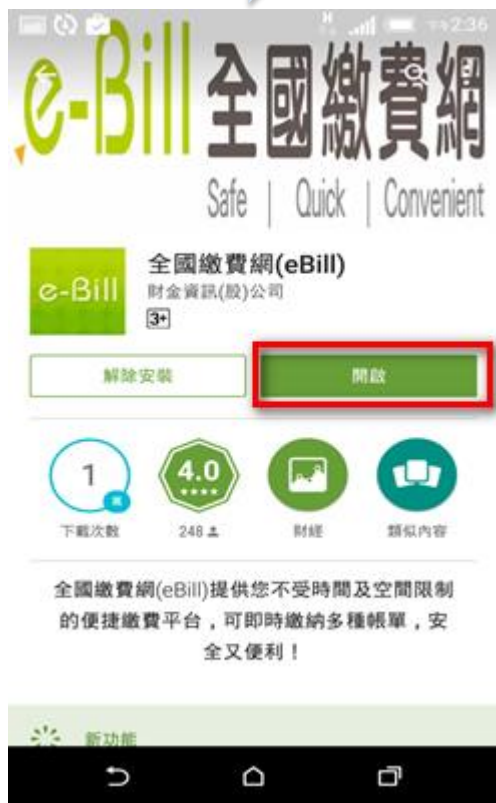 2:36
e-Bill 全國繳費網
Safe | Quick | Convenient
e-Bill
全國繳費網(eBill)
財金資訊(股)公司
3+
解除安裝
開啟
1
萬
4.0
下載次數
248
財經
類似內容
全國繳費網(eBill)提供您不受時間及空間限制
的便捷繳費平台，可即時繳納多種帳單，安
全又便利！
新功能